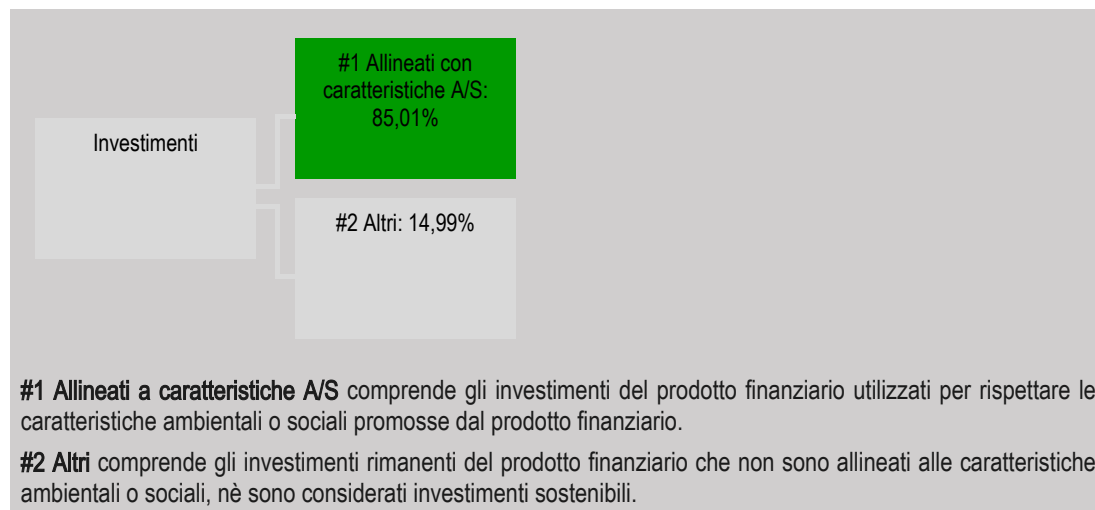 #1 Allineati con
caratteristiche A/S:
85,01%
Investimenti
#2 Altri: 14,99%
#1 Allineati a caratteristiche A/S comprende gli investimenti del prodotto finanziario utilizzati per rispettare le
caratteristiche ambientali o sociali promosse dal prodotto finanziario.
#2 Altri comprende gli investimenti rimanenti del prodotto finanziario che non sono allineati alle caratteristiche
ambientali o sociali, nè sono considerati investimenti sostenibili.